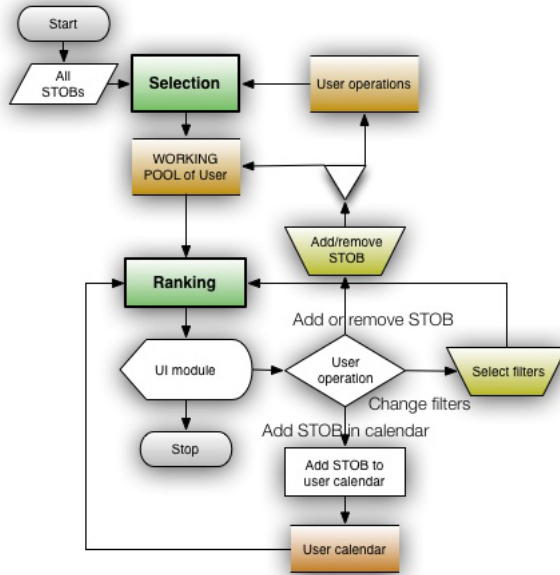 Start
All
STOBs
Selection
User operations
WORKING
POOL of User
Add/remove
STOB
Ranking
Add or remove STOB
UI module
User
operation
Select filters
Change filters
Add STOB in calendar
Stop
Add STOB to
user calendar
User calendar